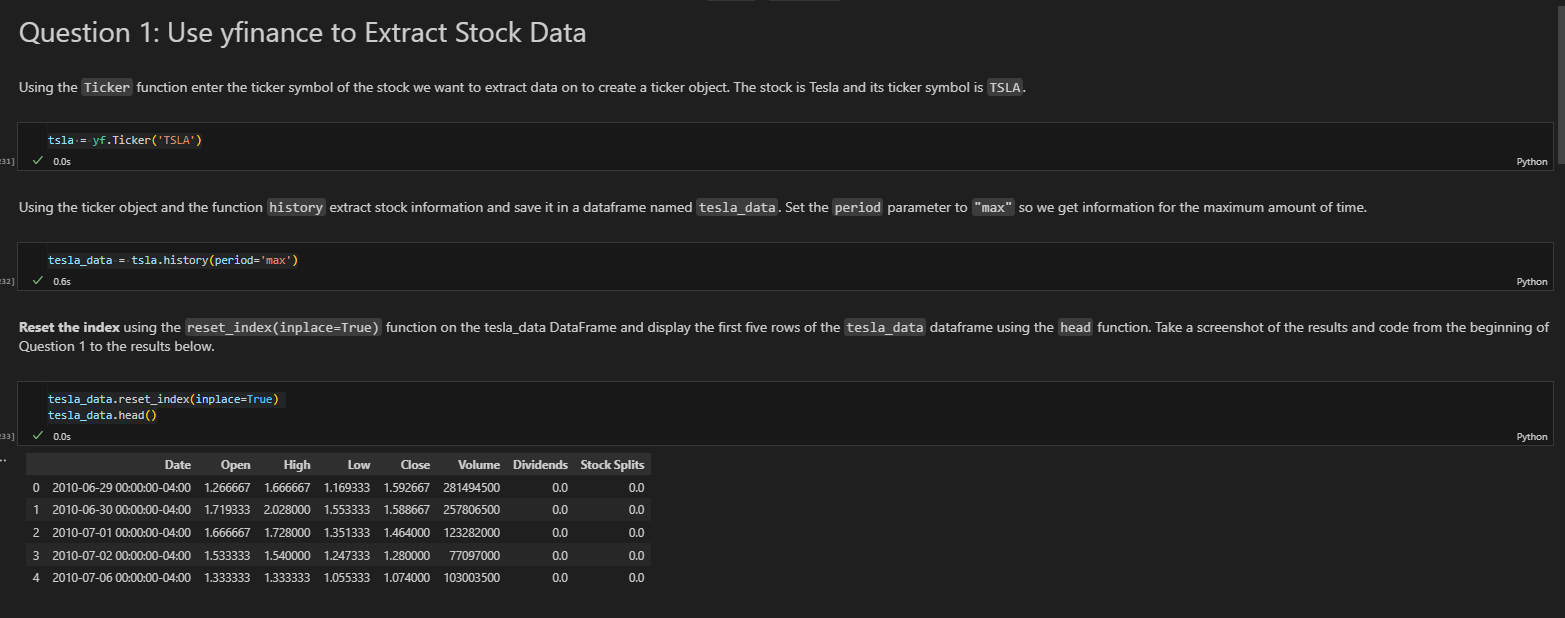 Question 1: Use yfinance to Extract Stock Data
Using the Ticker function enter the ticker symbol of the stock we want to extract data on to create a ticker object. The stock is Tesla and its ticker symbol is TSLA.
tsla = yf.Ticker('TSLA')
231] ✓ 0.0s Python
Using the ticker object and the function history extract stock information and save it in a dataframe named tesla_data. Set the period parameter to "max" so we get information for the maximum amount of time.
tesla_data = tsla.history(period='max')
232] ✓ 0.6s Python
Reset the index using the reset_index(inplace=True) function on the tesla_data DataFrame and display the first five rows of the tesla_data dataframe using the head function. Take a screenshot of the results and code from the beginning of
Question 1 to the results below.
tesla_data.reset_index(inplace=True)
tesla_data.head()
233] ✓ 0.0s Python
Date Open High Low Close Volume Dividends Stock Splits
0 2010-06-29 00:00:00-04:00 1.266667 1.666667 1.169333 1.592667 281494500 0.0 0.0
1 2010-06-30 00:00:00-04:00 1.719333 2.028000 1.553333 1.588667 257806500 0.0 0.0
2 2010-07-01 00:00:00-04:00 1.666667 1.728000 1.351333 1.464000 123282000 0.0 0.0
3 2010-07-02 00:00:00-04:00 1.533333 1.540000 1.247333 1.280000 77097000 0.0 0.0
4 2010-07-06 00:00:00-04:00 1.333333 1.333333 1.055333 1.074000 103003500 0.0 0.0